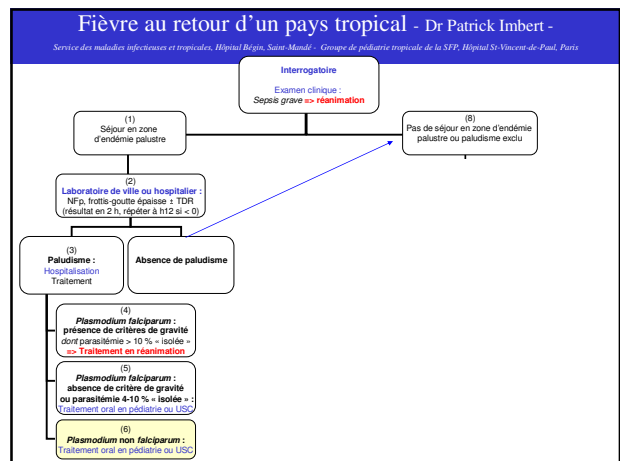 Fièvre au retour d'un pays tropical - Dr Patrick Imbert -
Service des maladies infectieuses et tropicales, Hôpital Bégin, Saint-Mandé - Groupe de pédiatrie tropicale de la SFP, Hôpital St-Vincent-de-Paul, Paris
Interrogatoire
Examen clinique :
Sepsis grave => réanimation
(1)
Séjour en zone
d'endémie palustre
(8)
Pas de séjour en zone d'endémie
palustre ou paludisme exclu
(2)
Laboratoire de ville ou hospitalier :
NFp, frottis-goutte épaisse ± TDR
(résultat en 2 h, répéter à h12 si < 0)
(3)
Paludisme :
Hospitalisation
Traitement
Absence de paludisme
(4)
Plasmodium falciparum :
présence de critères de gravité
dont parasitémie > 10 % « isolée »
=> Traitement en réanimation
(5)
Plasmodium falciparum :
absence de critère de gravité
ou parasitémie 4-10 % « isolée » :
Traitement oral en pédiatrie ou USC
(6)
Plasmodium non falciparum :
Traitement oral en pédiatrie ou USC